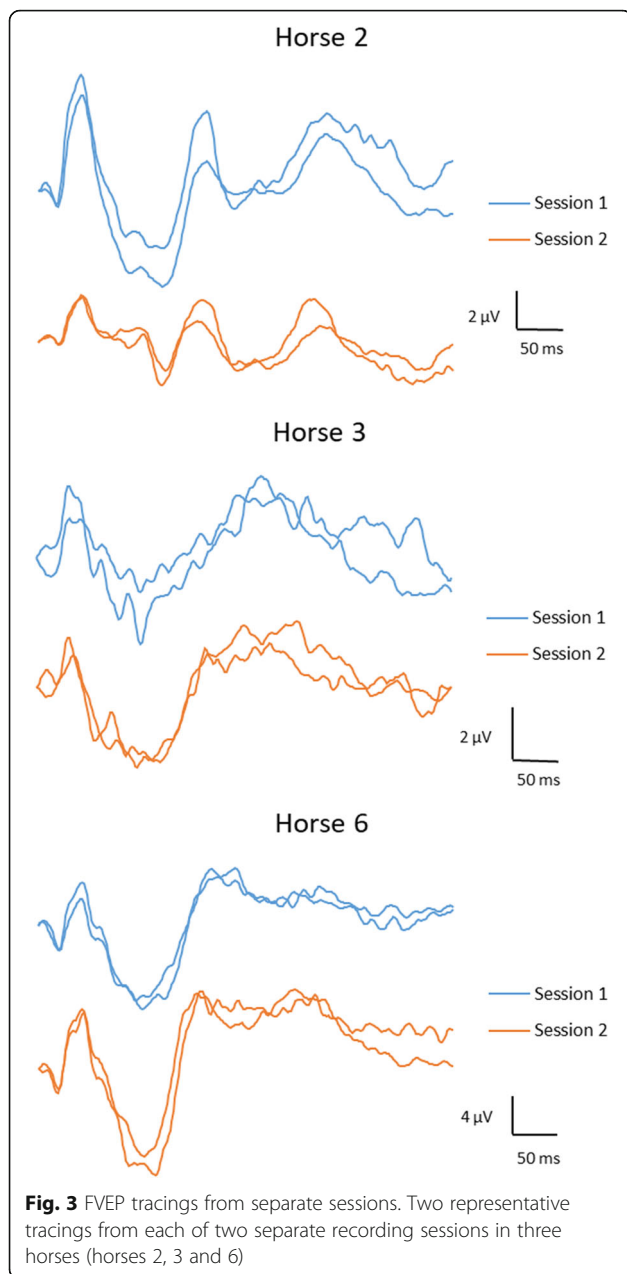 Horse 2
Session 1
Session 2
2 µV
50 ms
Horse 3
Session 1
Session 2
2 µV
50 ms
Horse 6
Session 1
Session 2
4 µV
50 ms
Fig. 3 FVEP tracings from separate sessions. Two representative
tracings from each of two separate recording sessions in three
horses (horses 2, 3 and 6)